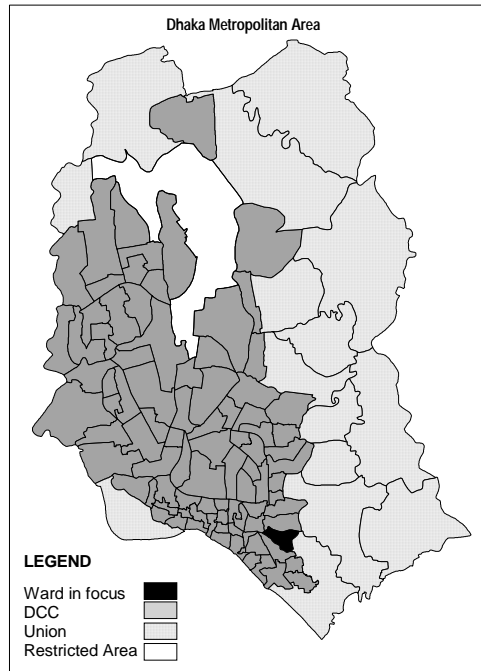 Dhaka Metropolitan Area
LEGEND
Ward in focus
DCC
Union
Restricted Area